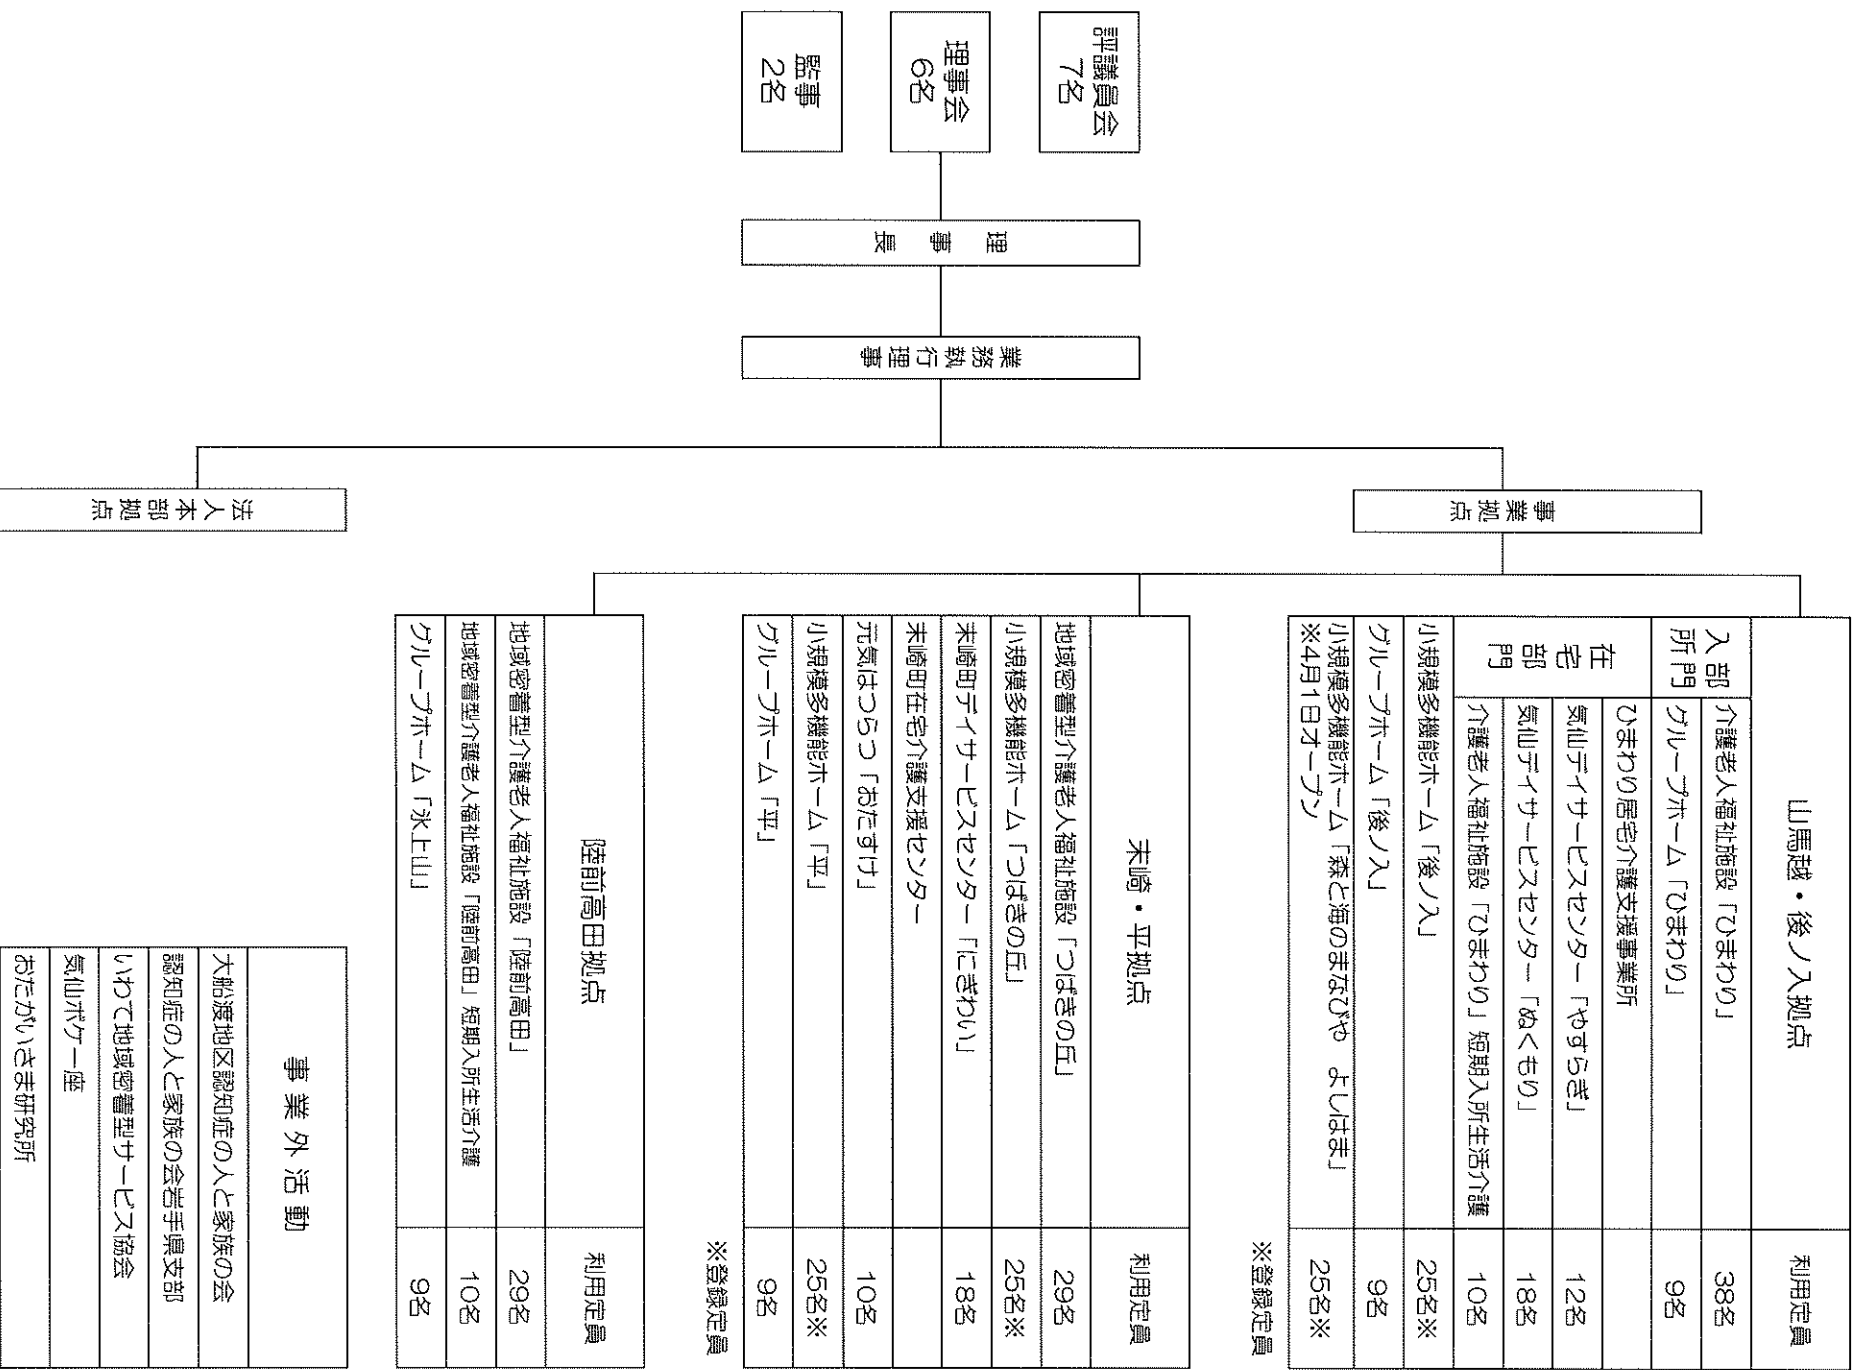 評議員会
7名
理事会
6名
監事
2名
理事長
業務執行理事
事業拠点
法人本部拠点
山馬越・後ノ入拠点 利用定員
入所部門
介護老人福祉施設「ひまわり」 38名
グループホーム「ひまわり」 9名
在宅部門
ひまわり居宅介護支援事業所
気仙デイサービスセンター「やすらぎ」 12名
気仙デイサービスセンター「ぬくもり」 18名
介護老人福祉施設「ひまわり」短期入所生活介護 10名
小規模多機能ホーム「後ノ入」 25名※
グループホーム「後ノ入」 9名
小規模多機能ホーム「森と海のまなびや よしはま」 25名※
※4月1日オープン
※登録定員
末崎・平拠点 利用定員
地域密着型介護老人福祉施設「つばきの丘」 29名
小規模多機能ホーム「つばきの丘」 25名※
末崎町デイサービスセンター「にぎわい」 18名
末崎町在宅介護支援センター
元気はつらつ「おたすけ」 10名
小規模多機能ホーム「平」 25名※
グループホーム「平」 9名
※登録定員
陸前高田拠点 利用定員
地域密着型介護老人福祉施設「陸前高田」 29名
地域密着型介護老人福祉施設「陸前高田」短期入所生活介護 10名
グループホーム「氷上山」 9名
事業外活動
大船渡地区認知症の人と家族の会
認知症の人と家族の会岩手県支部
いわて地域密着型サービス協会
気仙ボケ一座
おたがいさま研究所